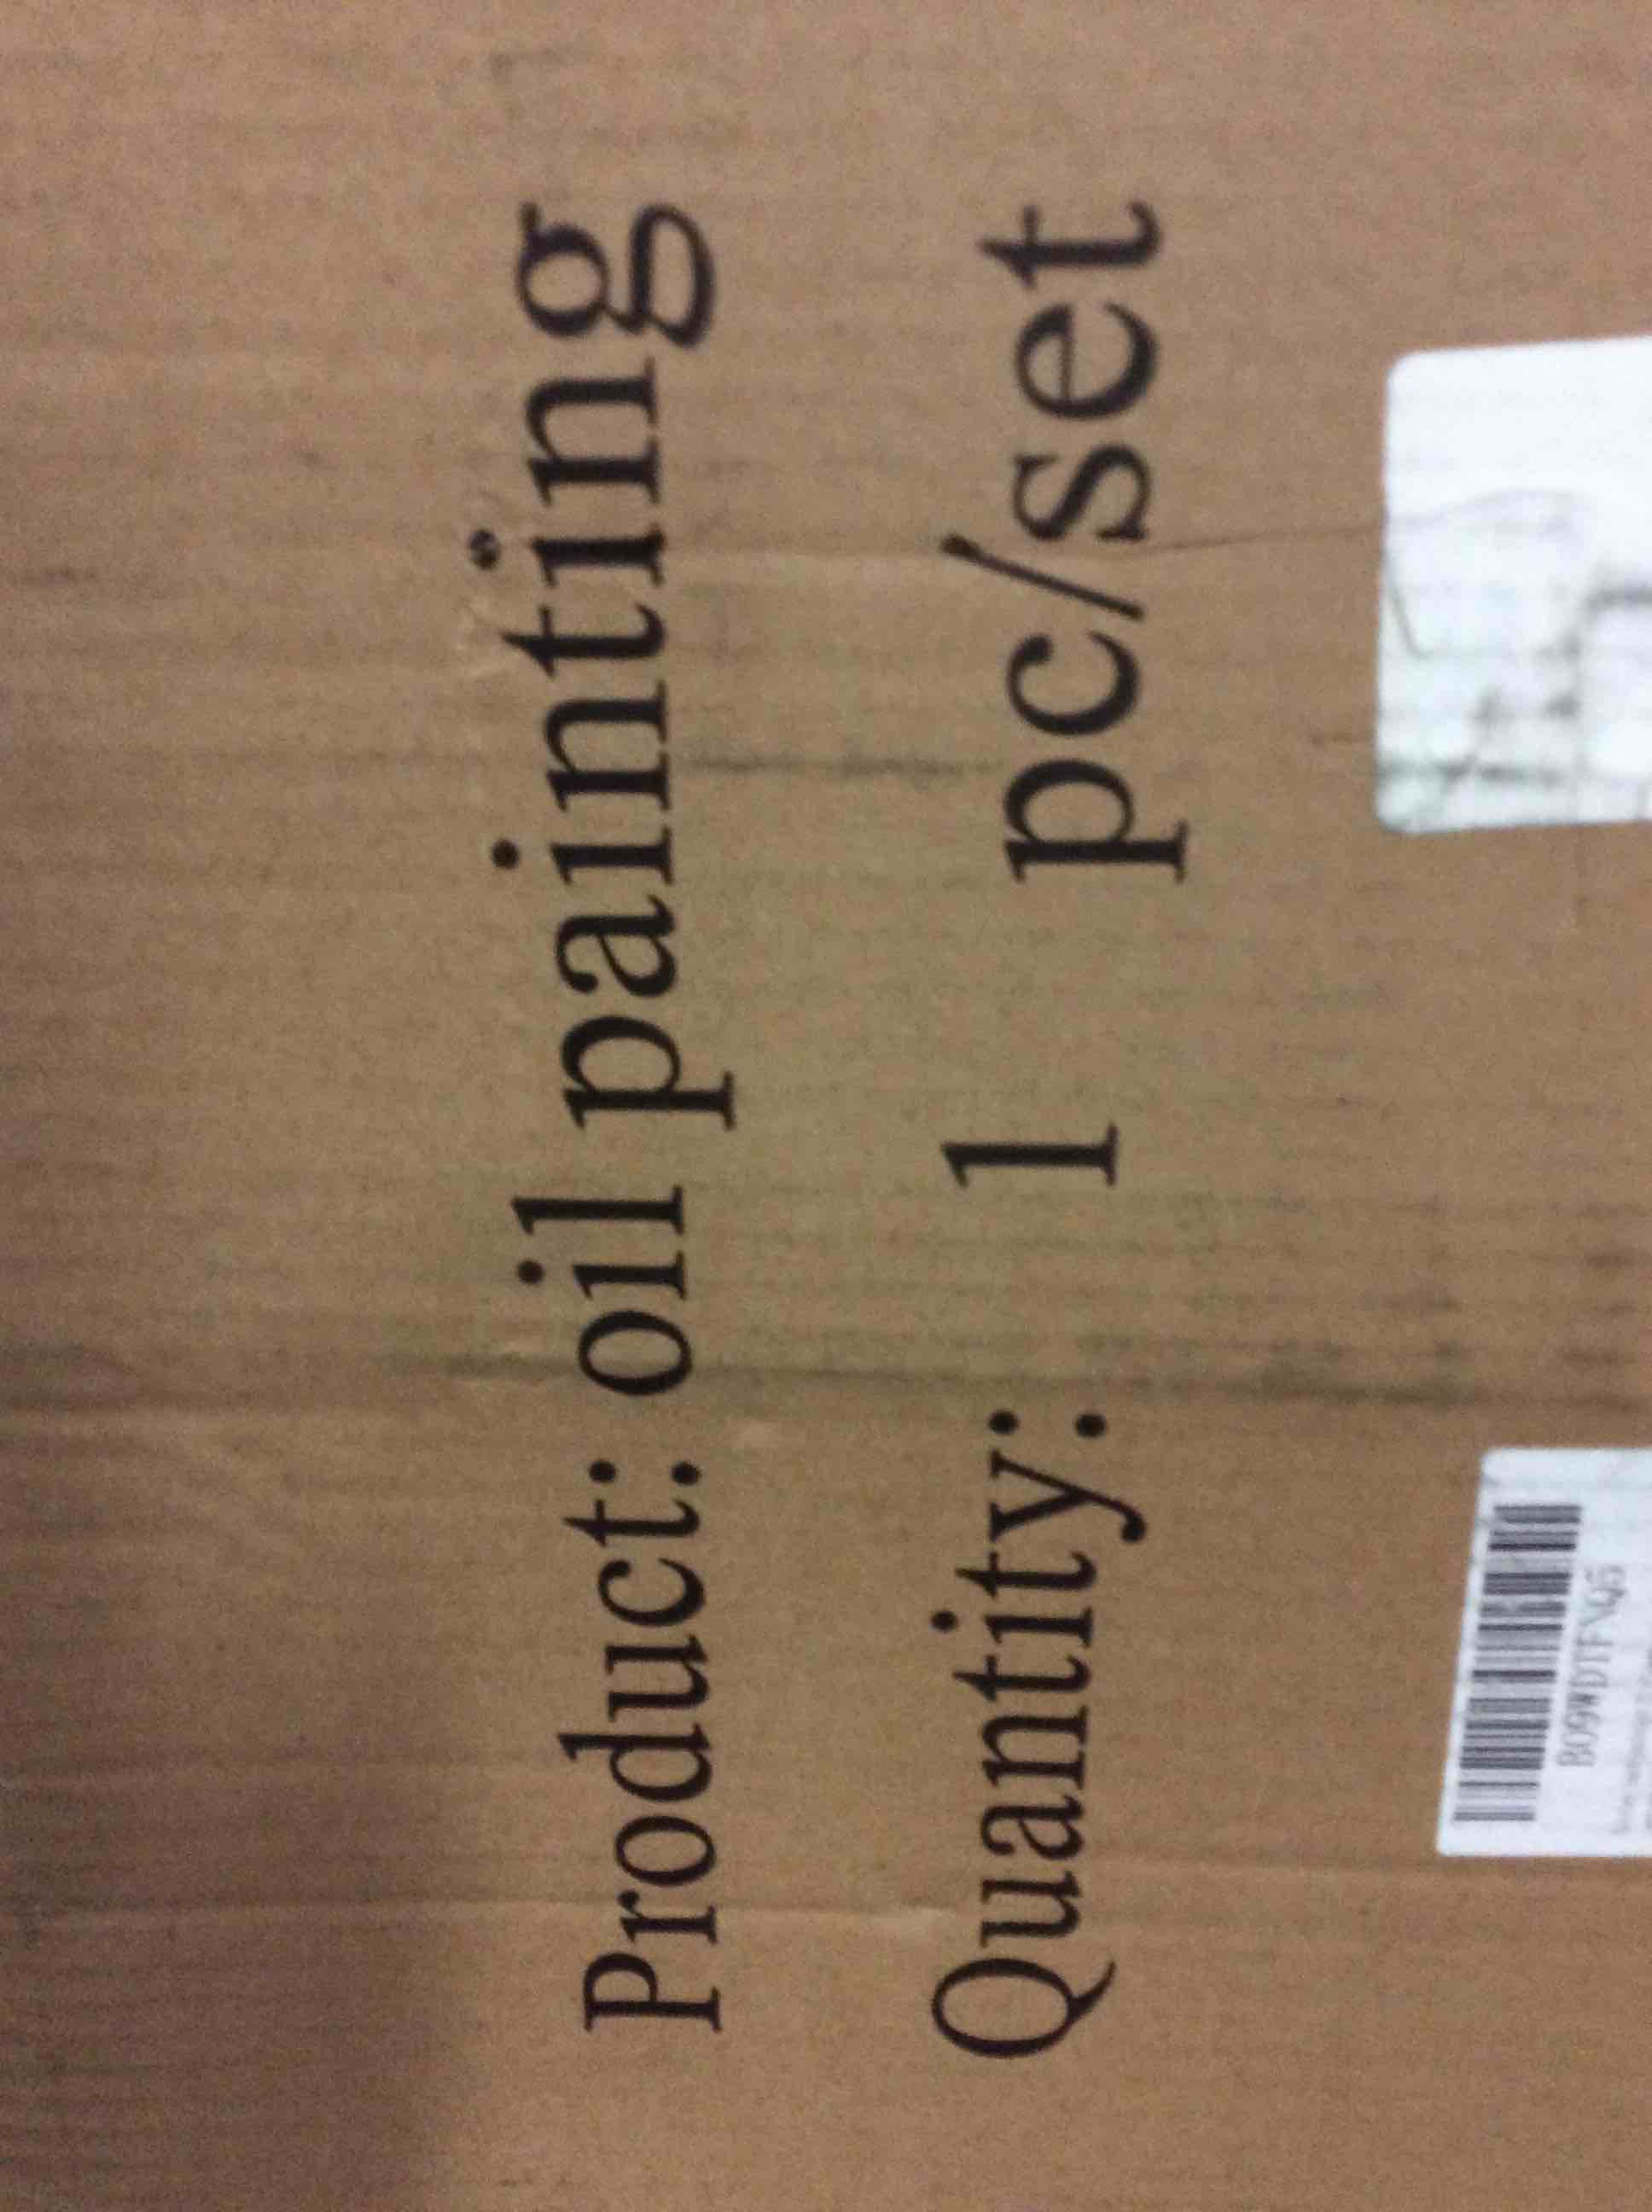 Product: oil painting
Quantity: 1 pc/set